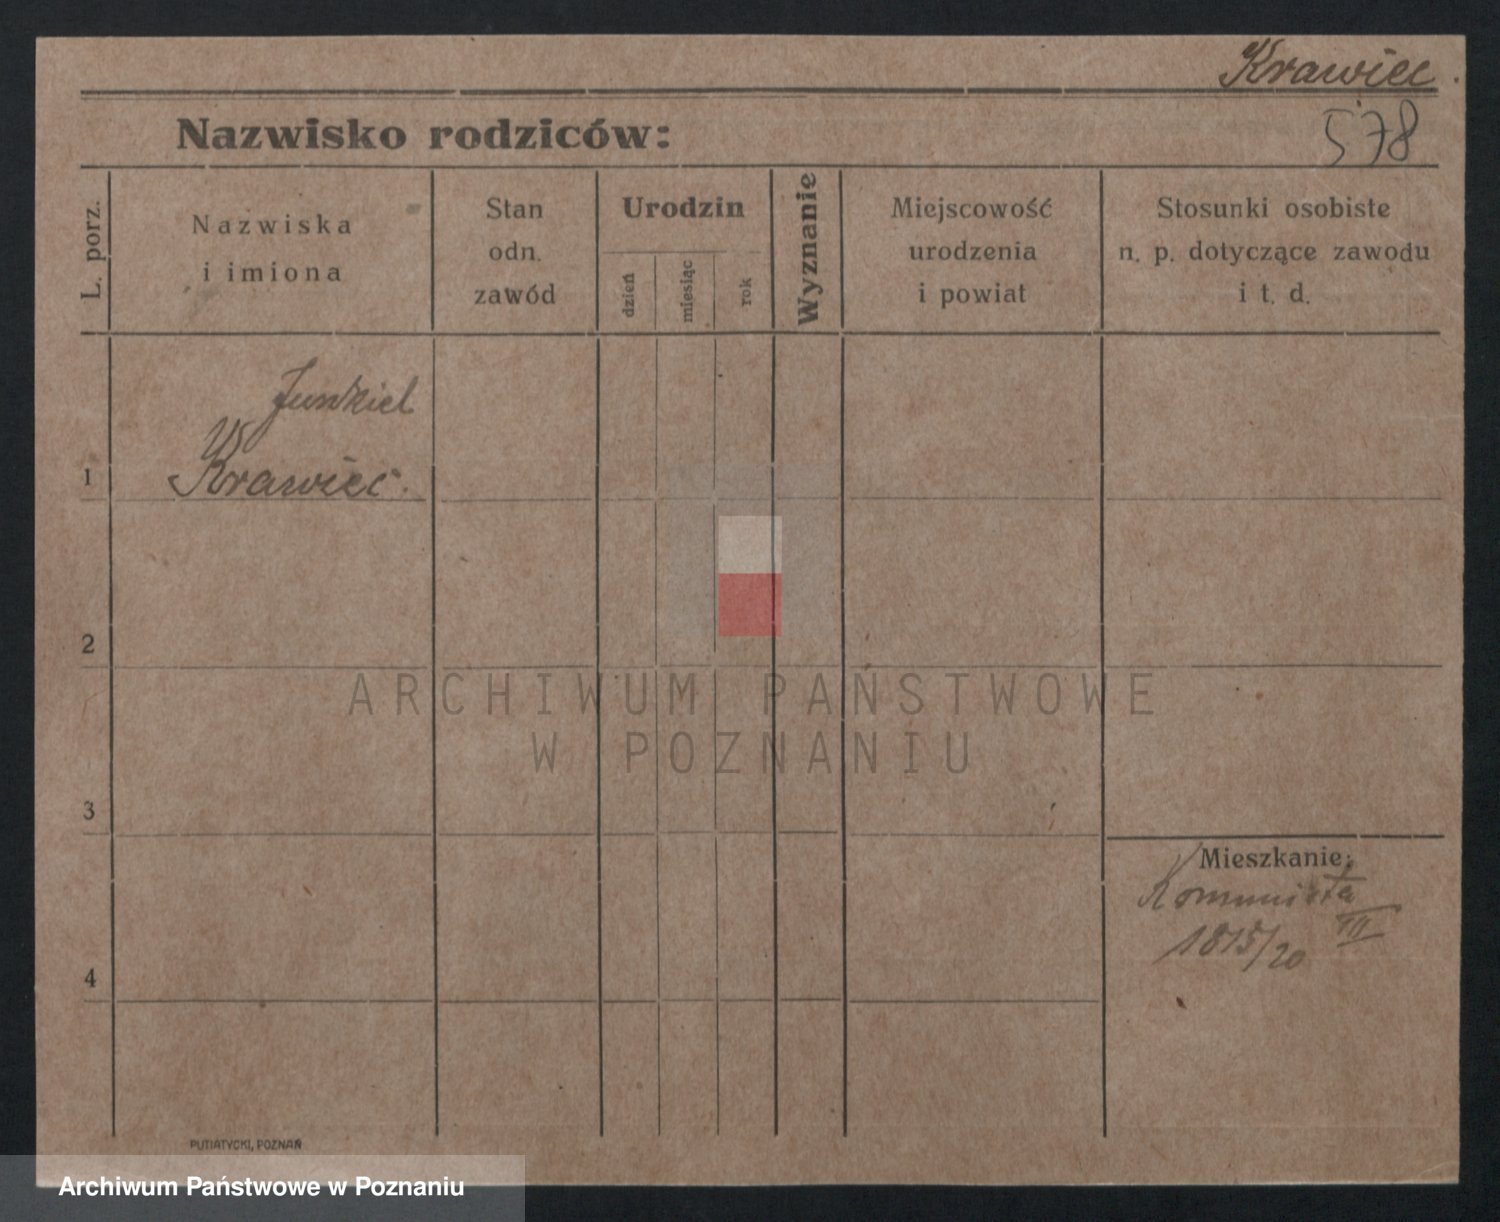 Krawiec.
578
Nazwisko rodziców:
L. porz.
Nazwiska
i imiona
Stan
odn.
zawód
Urodzin
dzień
miesiąc
rok
Wyznanie
Miejscowość
urodzenia
i powiat
Stosunki osobiste
n. p. dotyczące zawodu
i t. d.
1
Krawiec.
2
3
4
Mieszkanie:
Komunista
1815/20 III
PUTIATYCKI, POZNAŃ
ARCHIWUM PAŃSTWOWE
W POZNANIU
Archiwum Państwowe w Poznaniu